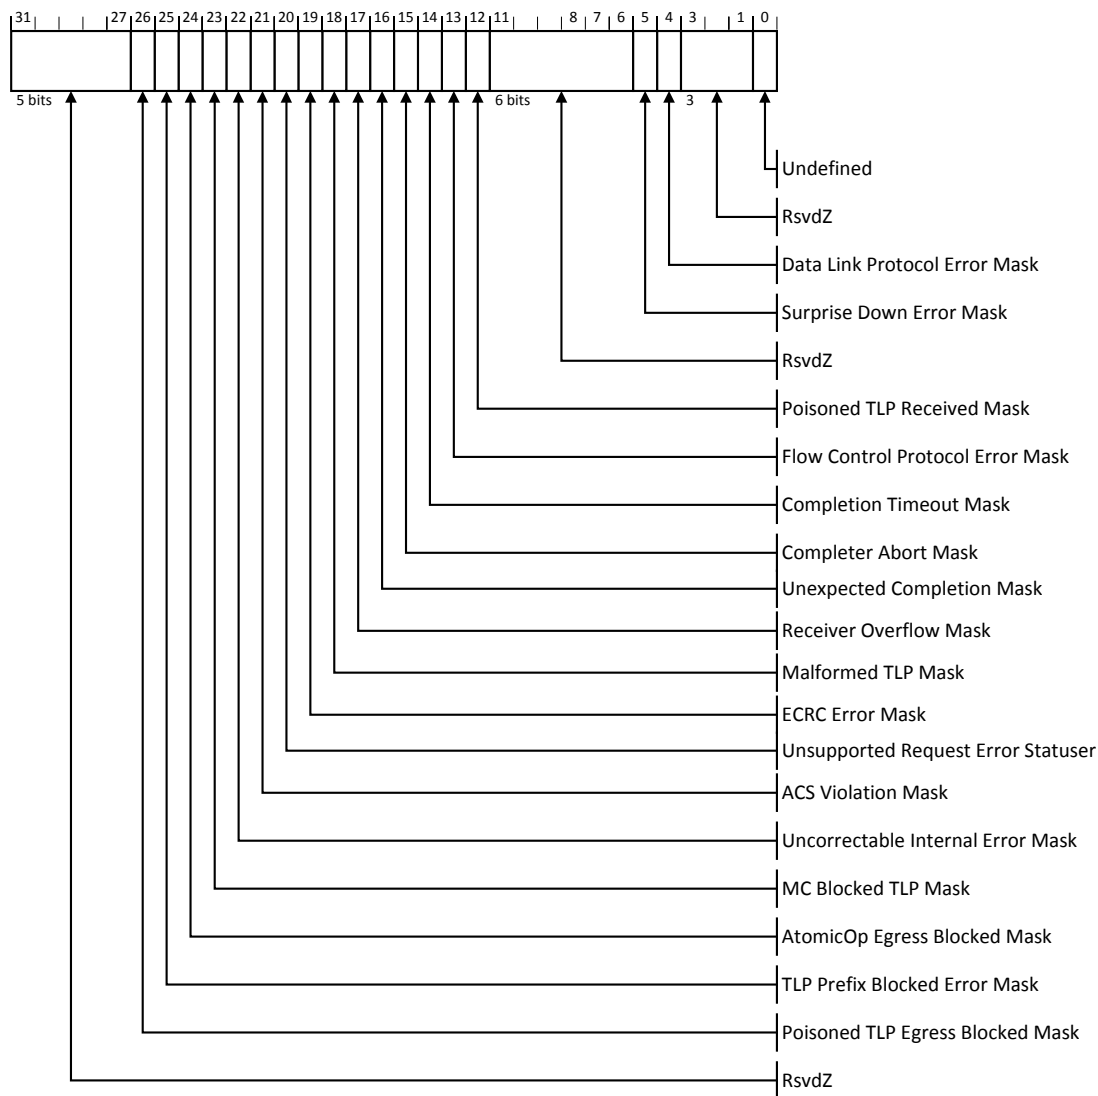 31 27 26 25 24 23 22 21 20 19 18 17 16 15 14 13 12 11 8 7 6 5 4 3 1 0
5 bits 6 bits 3
Undefined
RsvdZ
Data Link Protocol Error Mask
Surprise Down Error Mask
RsvdZ
Poisoned TLP Received Mask
Flow Control Protocol Error Mask
Completion Timeout Mask
Completer Abort Mask
Unexpected Completion Mask
Receiver Overflow Mask
Malformed TLP Mask
ECRC Error Mask
Unsupported Request Error Statuser
ACS Violation Mask
Uncorrectable Internal Error Mask
MC Blocked TLP Mask
AtomicOp Egress Blocked Mask
TLP Prefix Blocked Error Mask
Poisoned TLP Egress Blocked Mask
RsvdZ